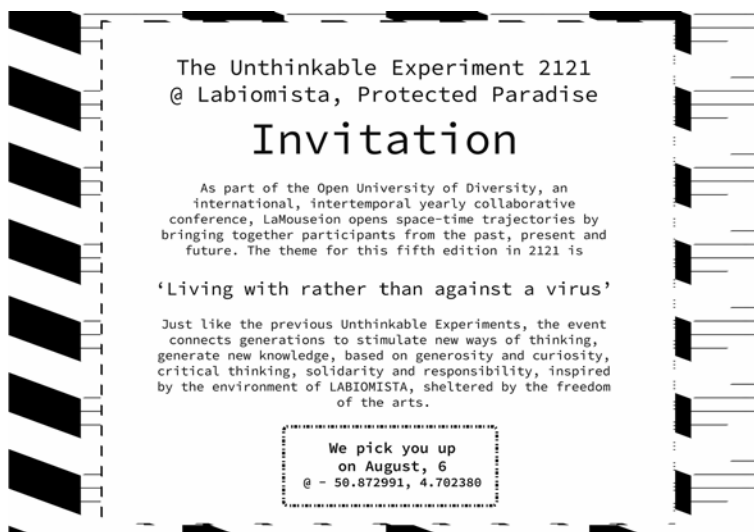 The Unthinkable Experiment 2121
@ Labiomista, Protected Paradise
Invitation
As part of the Open University of Diversity, an
international, intertemporal yearly collaborative
conference, LaMouseion opens space-time trajectories by
bringing together participants from the past, present and
future. The theme for this fifth edition in 2121 is
‘Living with rather than against a virus’
Just like the previous Unthinkable Experiments, the event
connects generations to stimulate new ways of thinking,
generate new knowledge, based on generosity and curiosity,
critical thinking, solidarity and responsibility, inspired
by the environment of LABIOMISTA, sheltered by the freedom
of the arts.
We pick you up
on August, 6
@ - 50.872991, 4.702380